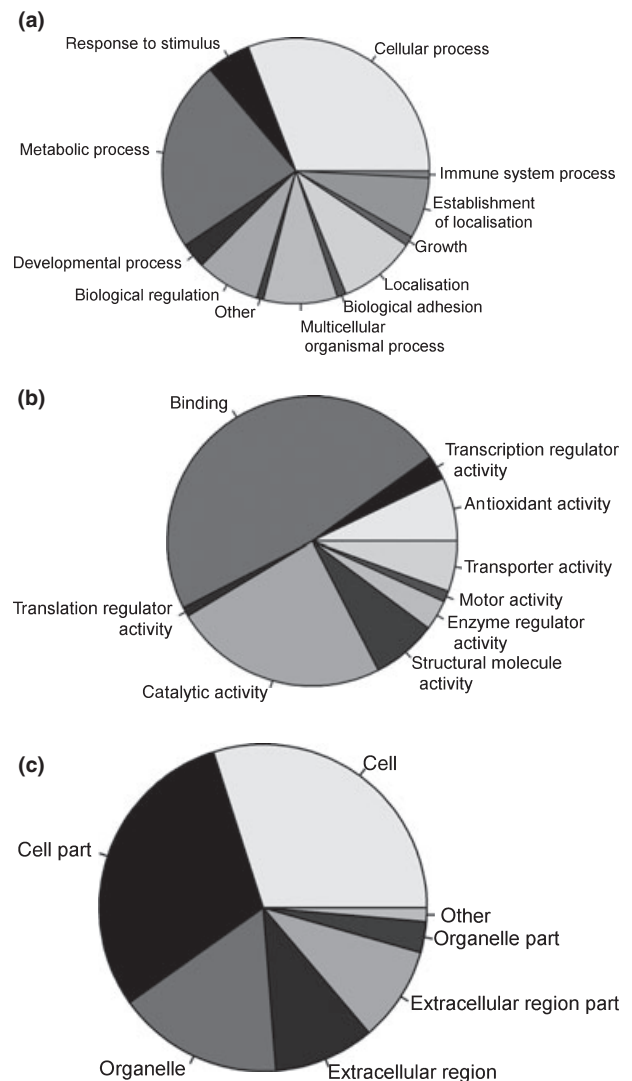 (a)
Response to stimulus
Cellular process
Metabolic process
Immune system process
Establishment
of localisation
Growth
Developmental process
Localisation
Biological regulation
Biological adhesion
Other
Multicellular
organismal process
(b)
Binding
Transcription regulator
activity
Antioxidant activity
Transporter activity
Motor activity
Translation regulator
activity
Enzyme regulator
activity
Structural molecule
activity
Catalytic activity
(c)
Cell
Cell part
Other
Organelle part
Extracellular region part
Organelle
Extracellular region